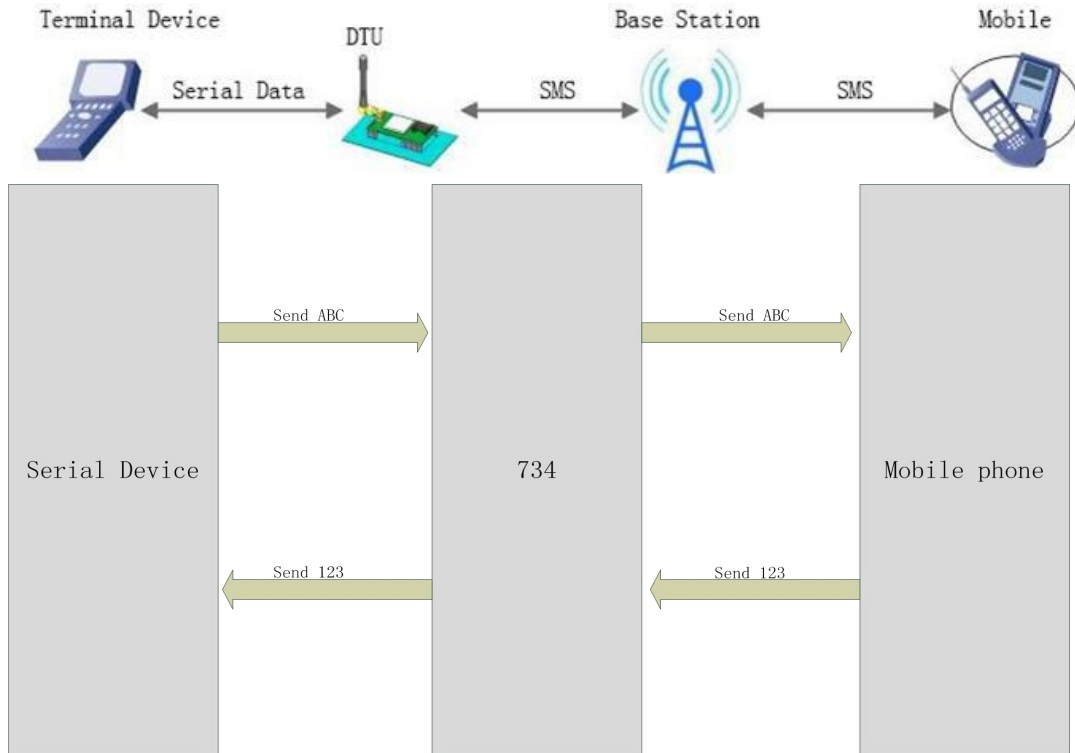 Terminal Device
DTU
Base Station
Mobile
Serial Data
SMS
SMS
Send ABC
Send ABC
Serial Device
734
Mobile phone
Send 123
Send 123